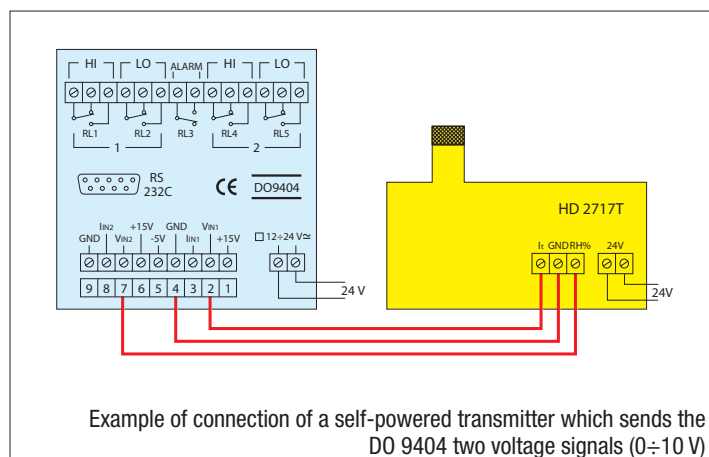 HI LO ALARM HI LO
RL1 RL2 RL3 RL4 RL5
1 2
RS
232C
CE DO9404
HD 2717T
IIN2 +15V GND VIN1 12÷24 V≃
GND VIN2 -5V IIN1 +15V
It GND RH% 24V
9 8 7 6 5 4 3 2 1
24 V
24V
Example of connection of a self-powered transmitter which sends the
DO 9404 two voltage signals (0÷10 V)